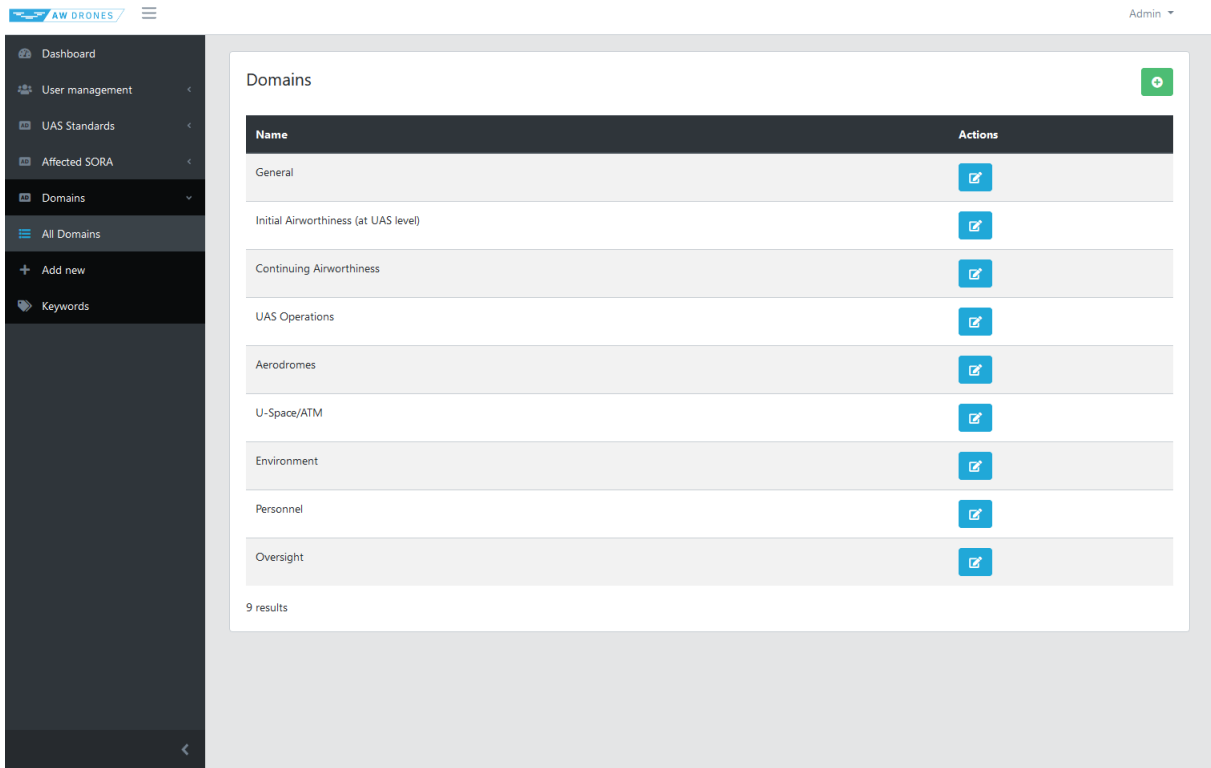 AW DRONES
Admin
Dashboard
User management
UAS Standards
Affected SORA
Domains
All Domains
Add new
Keywords
Domains
Name Actions
General
Initial Airworthiness (at UAS level)
Continuing Airworthiness
UAS Operations
Aerodromes
U-Space/ATM
Environment
Personnel
Oversight
9 results